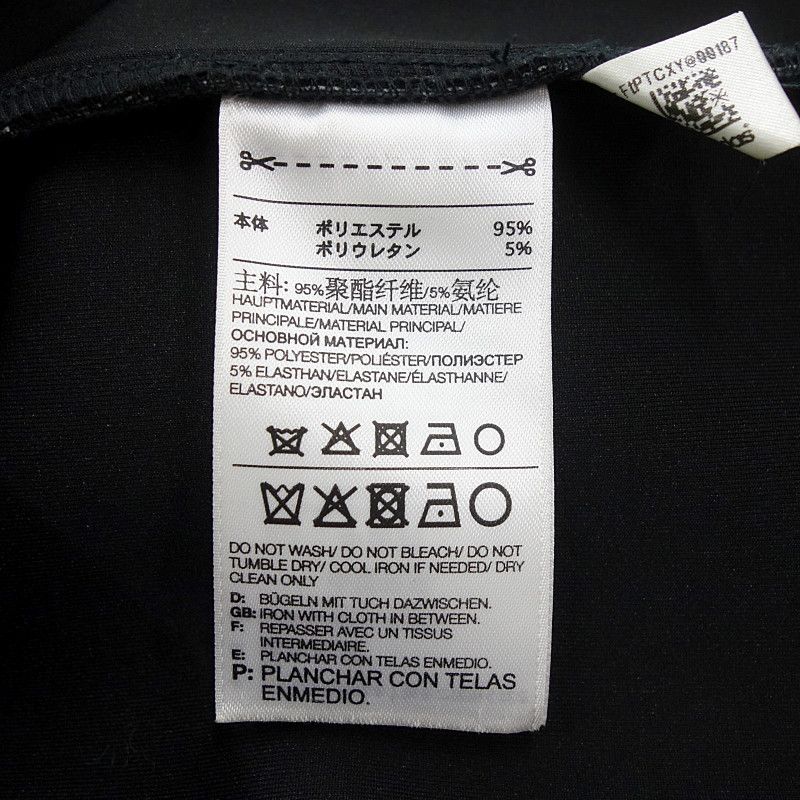 FtPTCXY@00187
本体 ポリエステル 95%
ポリウレタン 5%
主料: 95%聚酯纤维/5%氨纶
HAUPTMATERIAL/MAIN MATERIAL/MATIERE
PRINCIPALE/MATERIAL PRINCIPAL/
ОСНОВНОЙ МАТЕРИАЛ:
95% POLYESTER/POLIÉSTER/ПОЛИЭСТЕР
5% ELASTHAN/ELASTANE/ÉLASTHANNE/
ELASTANO/ЭЛАСТАН
DO NOT WASH/ DO NOT BLEACH/ DO NOT
TUMBLE DRY/ COOL IRON IF NEEDED/ DRY
CLEAN ONLY
D: BÜGELN MIT TUCH DAZWISCHEN.
GB: IRON WITH CLOTH IN BETWEEN.
F: REPASSER AVEC UN TISSUS
INTERMEDIAIRE.
E: PLANCHAR CON TELAS ENMEDIO.
P: PLANCHAR CON TELAS
ENMEDIO.